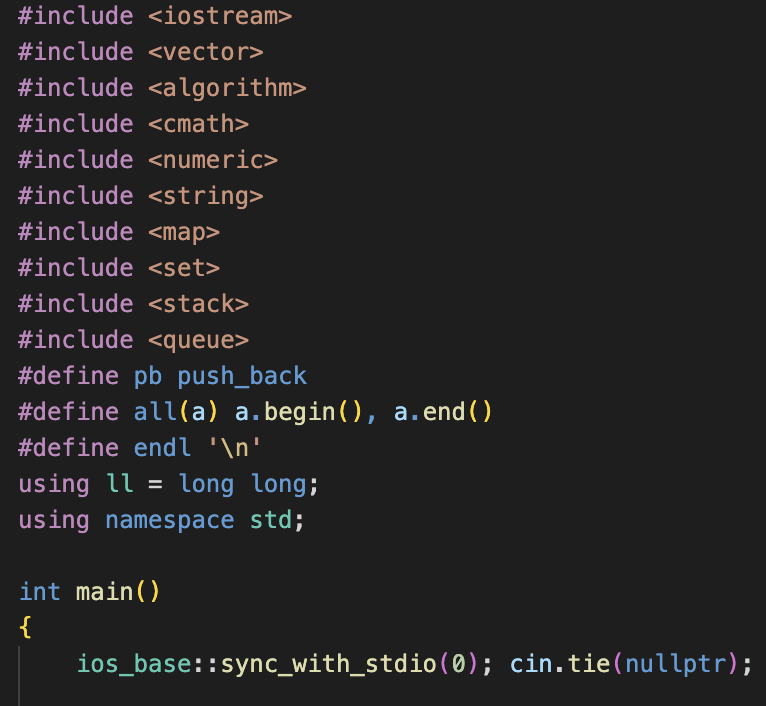 #include <iostream>
#include <vector>
#include <algorithm>
#include <cmath>
#include <numeric>
#include <string>
#include <map>
#include <set>
#include <stack>
#include <queue>
#define pb push_back
#define all(a) a.begin(), a.end()
#define endl '\n'
using ll = long long;
using namespace std;

int main()
{
    ios_base::sync_with_stdio(0); cin.tie(nullptr);